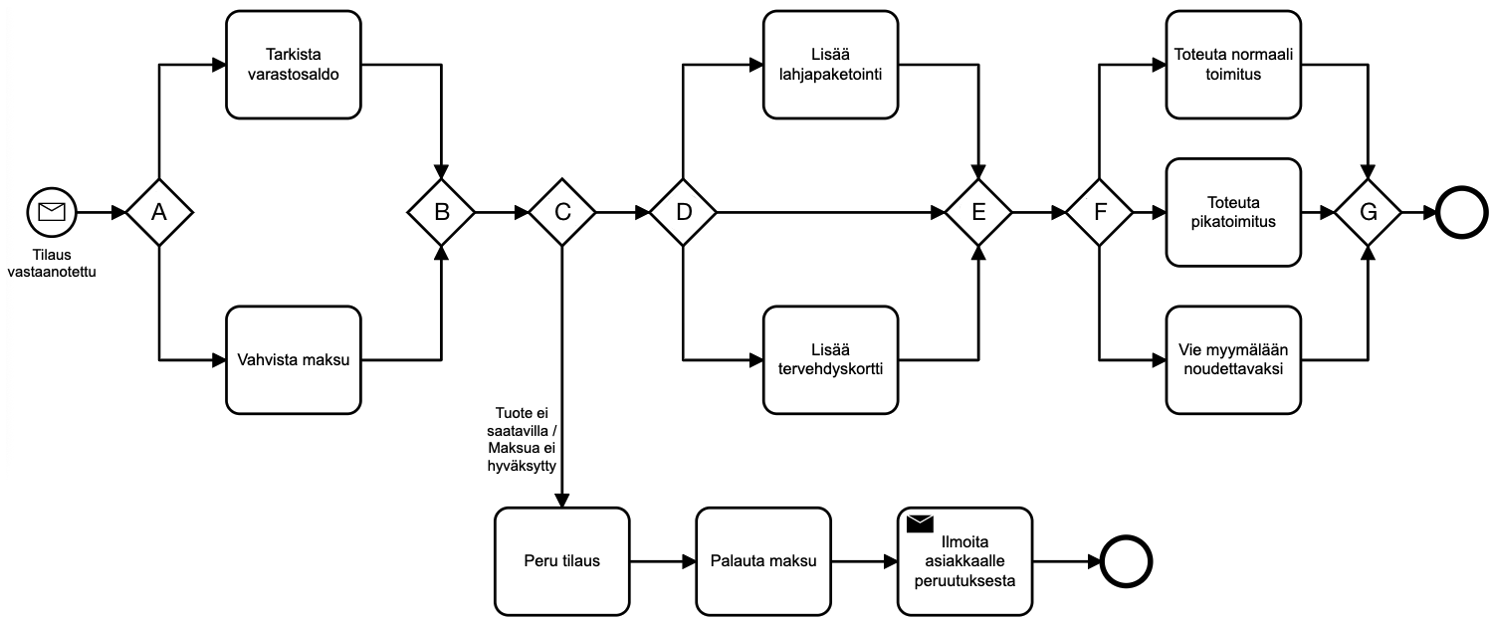 Tilaus
vastaanotettu
A
Tarkista
varastosaldo
Vahvista maksu
B
C
Tuote ei
saatavilla /
Maksua ei
hyväksytty
D
Lisää
lahjapaketointi
Lisää
tervehdyskortti
E
F
Toteuta normaali
toimitus
Toteuta
pikatoimitus
Vie myymälään
noudettavaksi
G
Peru tilaus
Palauta maksu
Ilmoita
asiakkaalle
peruutuksesta